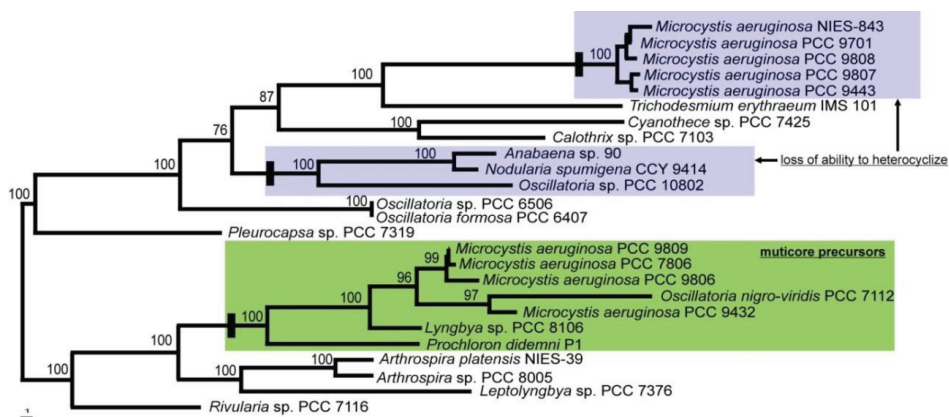 Microcystis aeruginosa NIES-843
100
Microcystis aeruginosa PCC 9701
Microcystis aeruginosa PCC 9808
100
Microcystis aeruginosa PCC 9807
Microcystis aeruginosa PCC 9443
87
Trichodesmium erythraeum IMS 101
Cyanothece sp. PCC 7425
100
Calothrix sp. PCC 7103
76
Anabaena sp. 90
loss of ability to heterocyclize
100
100
Nodularia spumigena CCY 9414
100
Oscillatoria sp. PCC 10802
Oscillatoria sp. PCC 6506
100
100
Oscillatoria formosa PCC 6407
Pleurocapsa sp. PCC 7319
Microcystis aeruginosa PCC 9809
muticore precursors
99
Microcystis aeruginosa PCC 7806
96
Microcystis aeruginosa PCC 9806
97
Oscillatoria nigro-viridis PCC 7112
100
Microcystis aeruginosa PCC 9432
100
Lyngbya sp. PCC 8106
Prochloron didemni P1
100
Arthrospira platensis NIES-39
100
Arthrospira sp. PCC 8005
100
100
Leptolyngbya sp. PCC 7376
Rivularia sp. PCC 7116
1